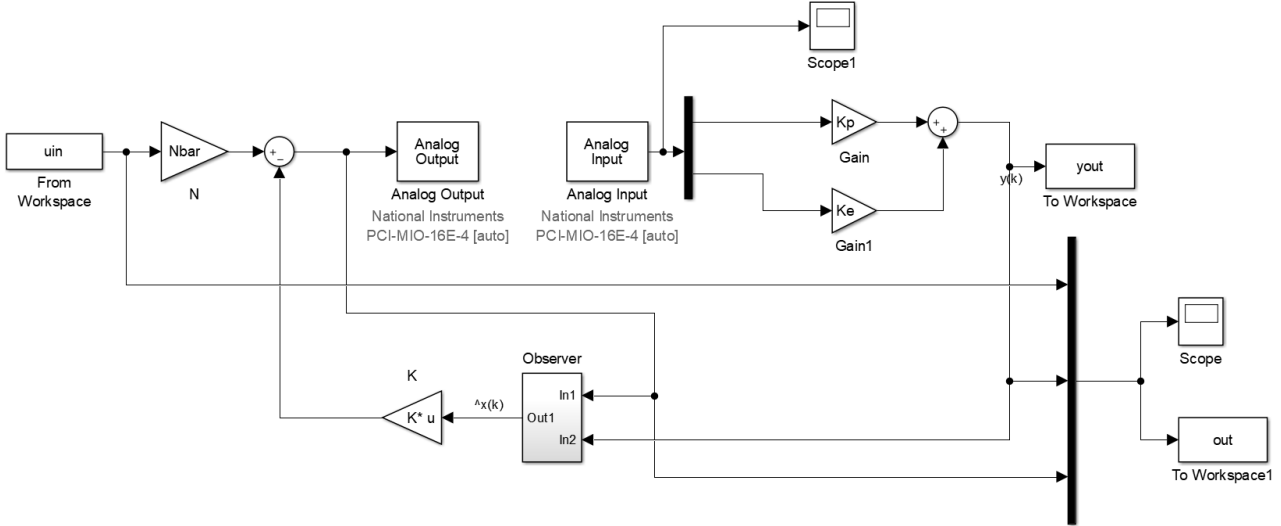 Scope1
uin
From
Workspace
Nbar
N
+
−
Analog
Output
Analog Output
National Instruments
PCI-MIO-16E-4 [auto]
Analog
Input
Analog Input
National Instruments
PCI-MIO-16E-4 [auto]
Kp
Gain
+
+
Ke
Gain1
y(k)
yout
To Workspace
Scope
K
K* u
^x(k)
Observer
In1
Out1
In2
out
To Workspace1